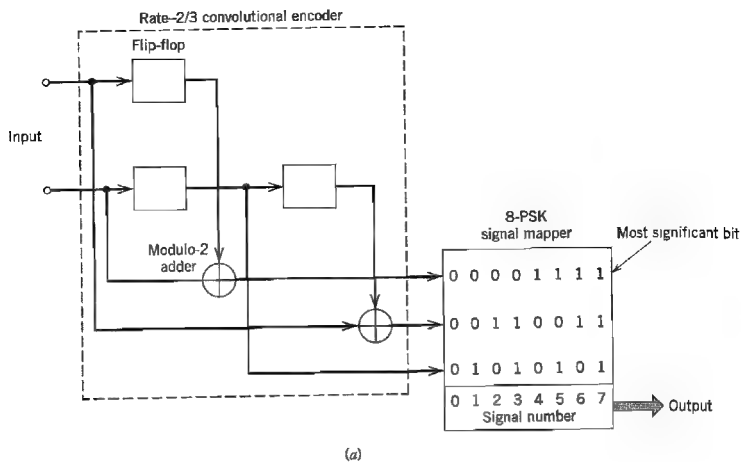 Rate–2/3 convolutional encoder
Flip-flop
Input
8-PSK
signal mapper
Most significant bit
Modulo-2
adder
0 0 0 0 1 1 1 1
0 0 1 1 0 0 1 1
0 1 0 1 0 1 0 1
0 1 2 3 4 5 6 7
Signal number
Output
(a)